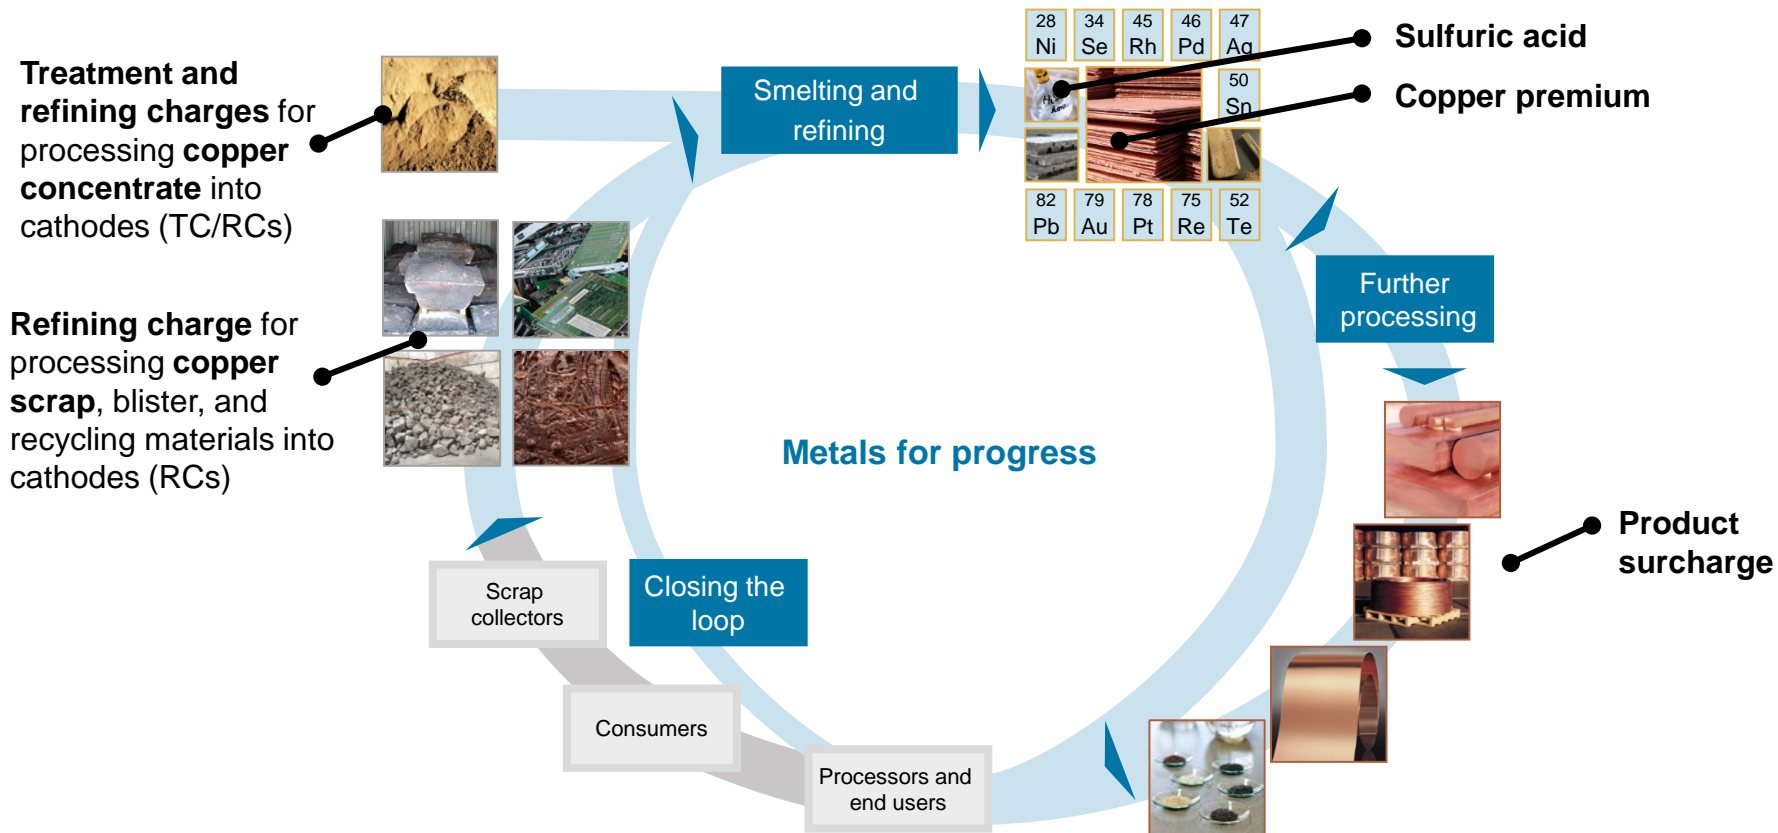 Treatment and
refining charges for
processing copper
concentrate into
cathodes (TC/RCs)
Refining charge for
processing copper
scrap, blister, and
recycling materials into
cathodes (RCs)
Smelting and
refining
28
Ni
34
Se
45
Rh
46
Pd
47
Ag
50
Sn
82
Pb
79
Au
78
Pt
75
Re
52
Te
Sulfuric acid
Copper premium
Further
processing
Metals for progress
Product
surcharge
Scrap
collectors
Closing the
loop
Consumers
Processors and
end users